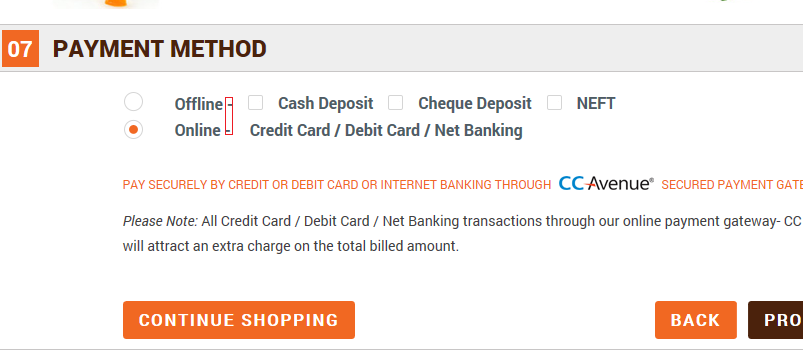 07 PAYMENT METHOD
Offline - Cash Deposit Cheque Deposit NEFT
Online - Credit Card / Debit Card / Net Banking
PAY SECURELY BY CREDIT OR DEBIT CARD OR INTERNET BANKING THROUGH CCAvenue® SECURED PAYMENT GATE
Please Note: All Credit Card / Debit Card / Net Banking transactions through our online payment gateway- CC
will attract an extra charge on the total billed amount.
CONTINUE SHOPPING BACK PRO